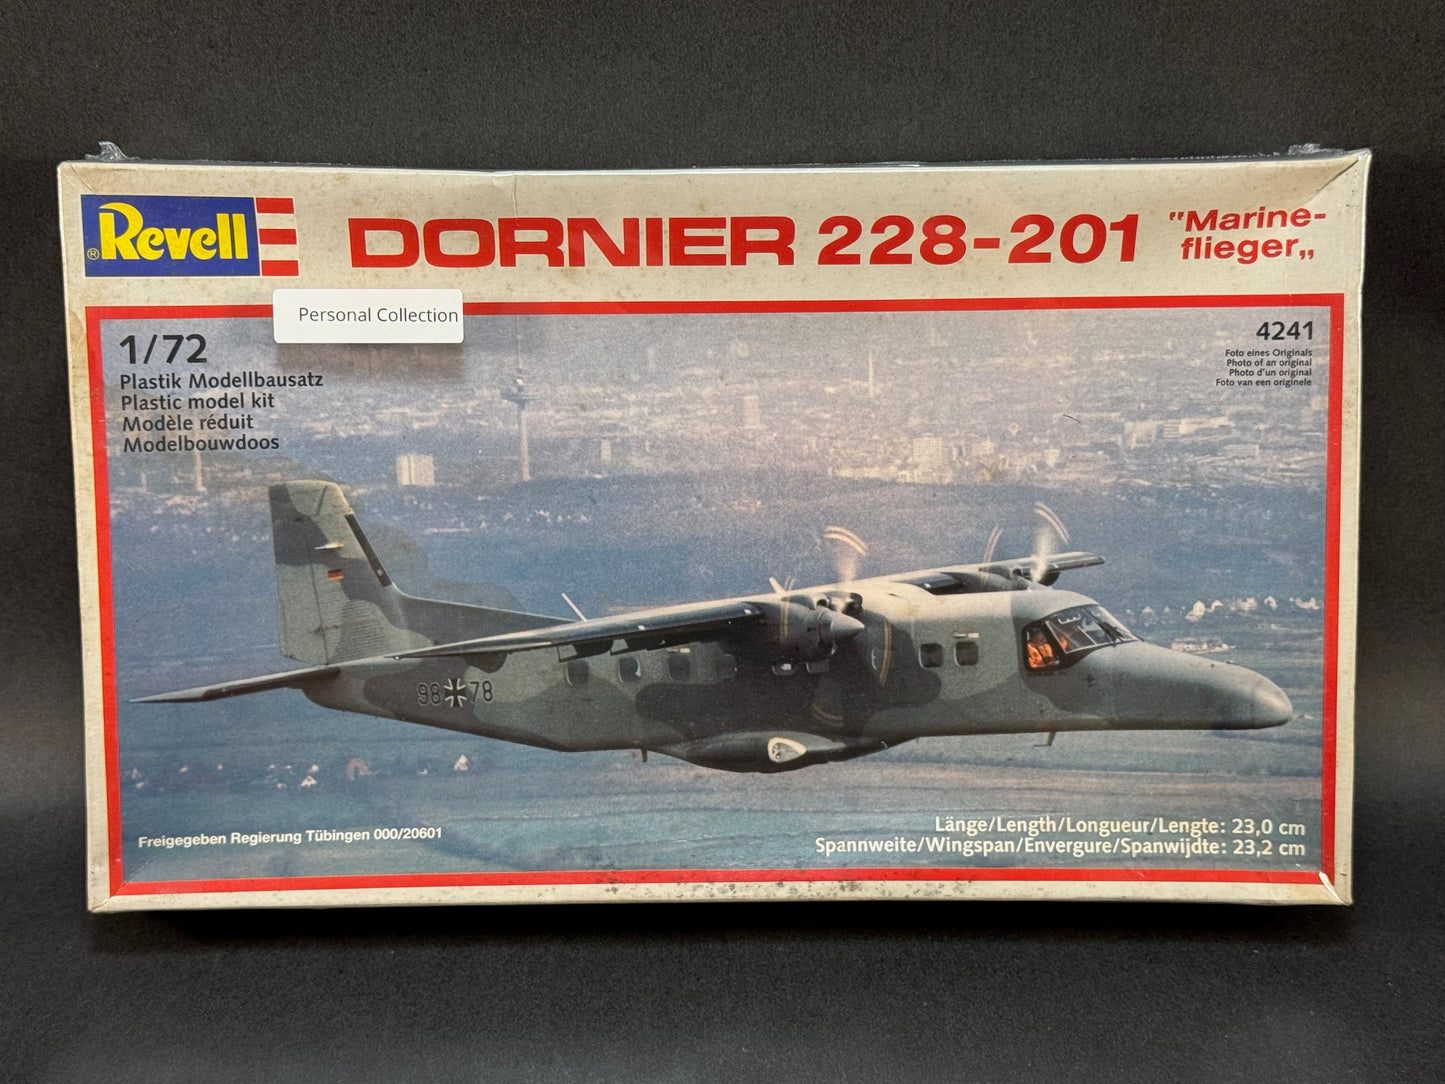 Revell
®
DORNIER 228-201
"Marine-
flieger„
Personal Collection
1/72
Plastik Modellbausatz
Plastic model kit
Modèle réduit
Modelbouwdoos
4241
Foto eines Originals
Photo of an original
Photo d'un original
Foto van een originele
98 78
Freigegeben Regierung Tübingen 000/20601
Länge/Length/Longueur/Lengte: 23,0 cm
Spannweite/Wingspan/Envergure/Spanwijdte: 23,2 cm